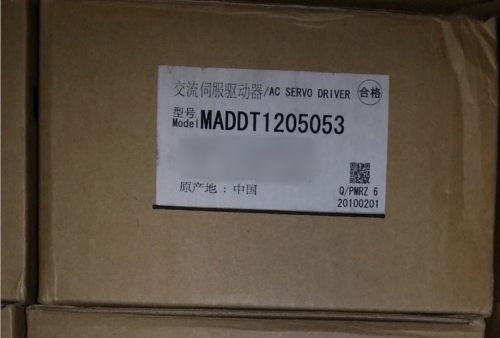 交流伺服驱动器/AC SERVO DRIVER 合格
型号
Model MADDT1205053
原产地：中国
Q/PMRZ 6
20100201